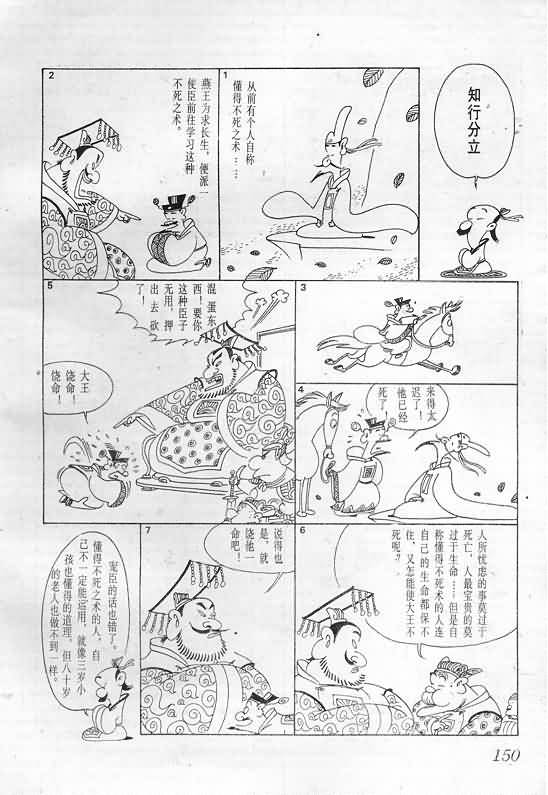 知行分立
1
从前有个人自称
懂得不死之术……
2
燕王为求长生，便派一
使臣前往学习这种
不死之术。
3
4
来得太
迟了！
他已经
死了！
5
混蛋东
西！要你
这种臣子
无用，押
出去砍
了！
大王
饶命！
饶命！
6
人所忧虑的事莫过于
死亡，人最宝贵的莫
过于生命……但是自
称懂得不死术的人连
自己的生命都保不
住，又怎能使大王不
死呢？
7
说得也
是，就
饶他一
命吧！
宠臣的话也错了。
懂得不死之术的人，自
己不一定能运用，就像三岁小
孩也懂得的道理，但八十岁
的老人也做不到一样。
150